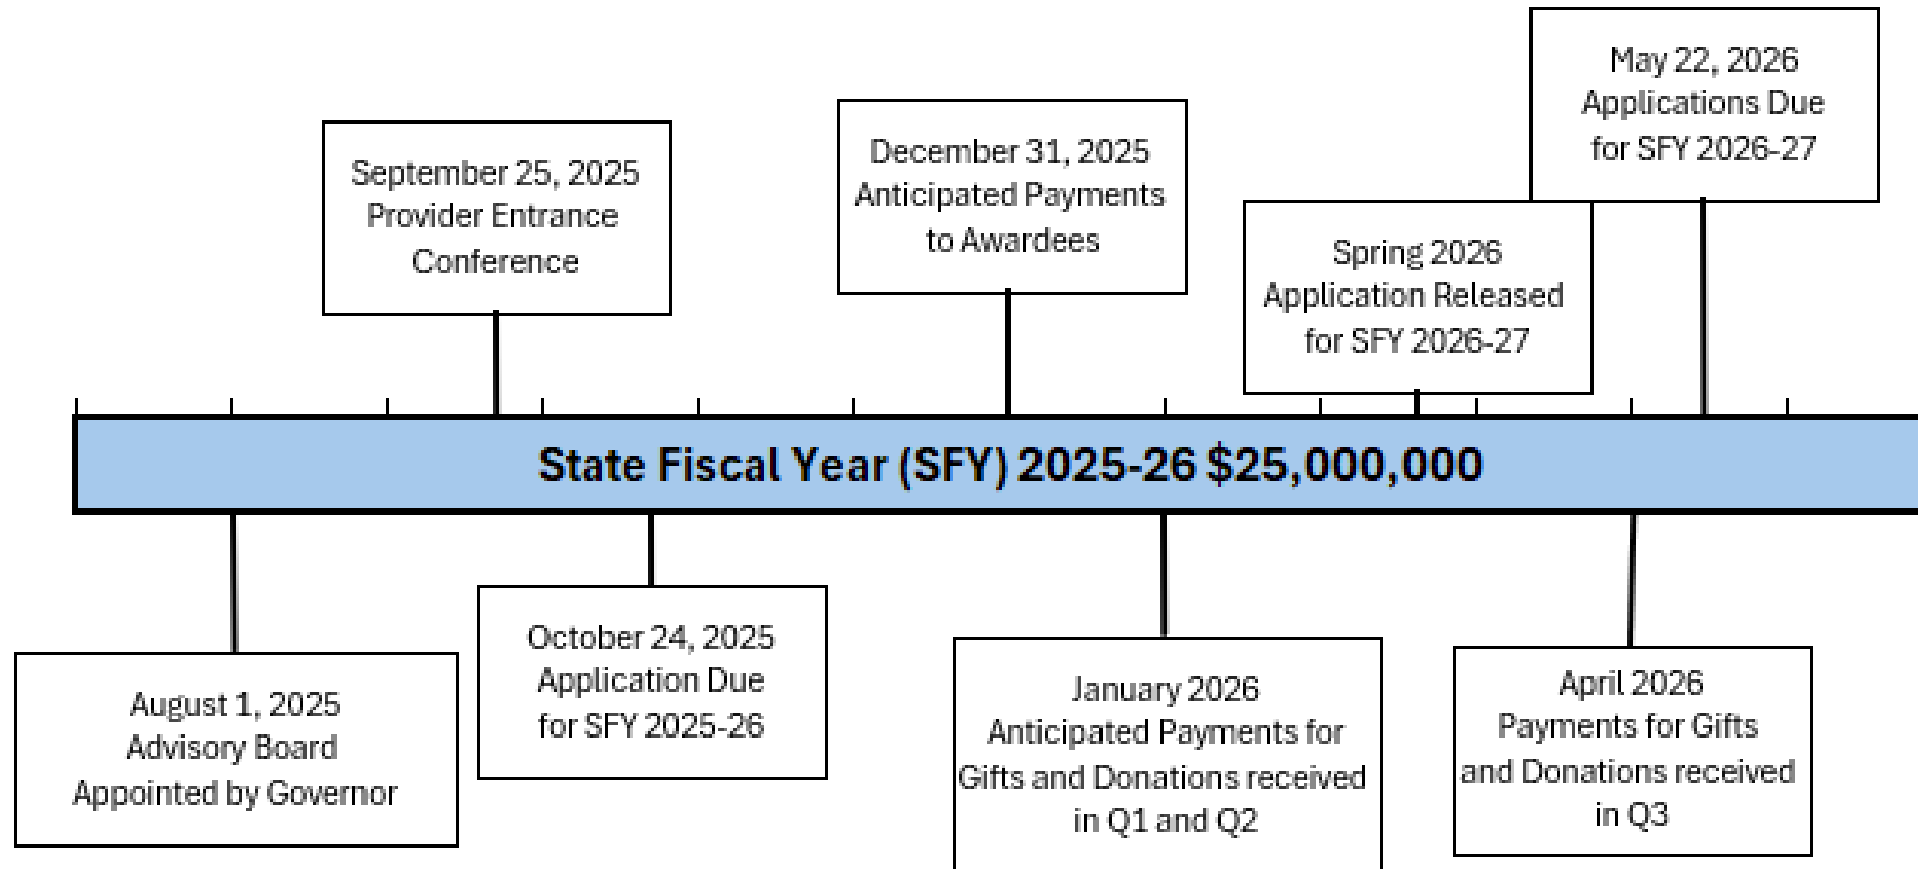 May 22, 2026
Applications Due
for SFY 2026-27
December 31, 2025
Anticipated Payments
to Awardees
September 25, 2025
Provider Entrance
Conference
Spring 2026
Application Released
for SFY 2026-27
State Fiscal Year (SFY) 2025-26 $25,000,000
August 1, 2025
Advisory Board
Appointed by Governor
October 24, 2025
Application Due
for SFY 2025-26
January 2026
Anticipated Payments for
Gifts and Donations received
in Q1 and Q2
April 2026
Payments for Gifts
and Donations received
in Q3